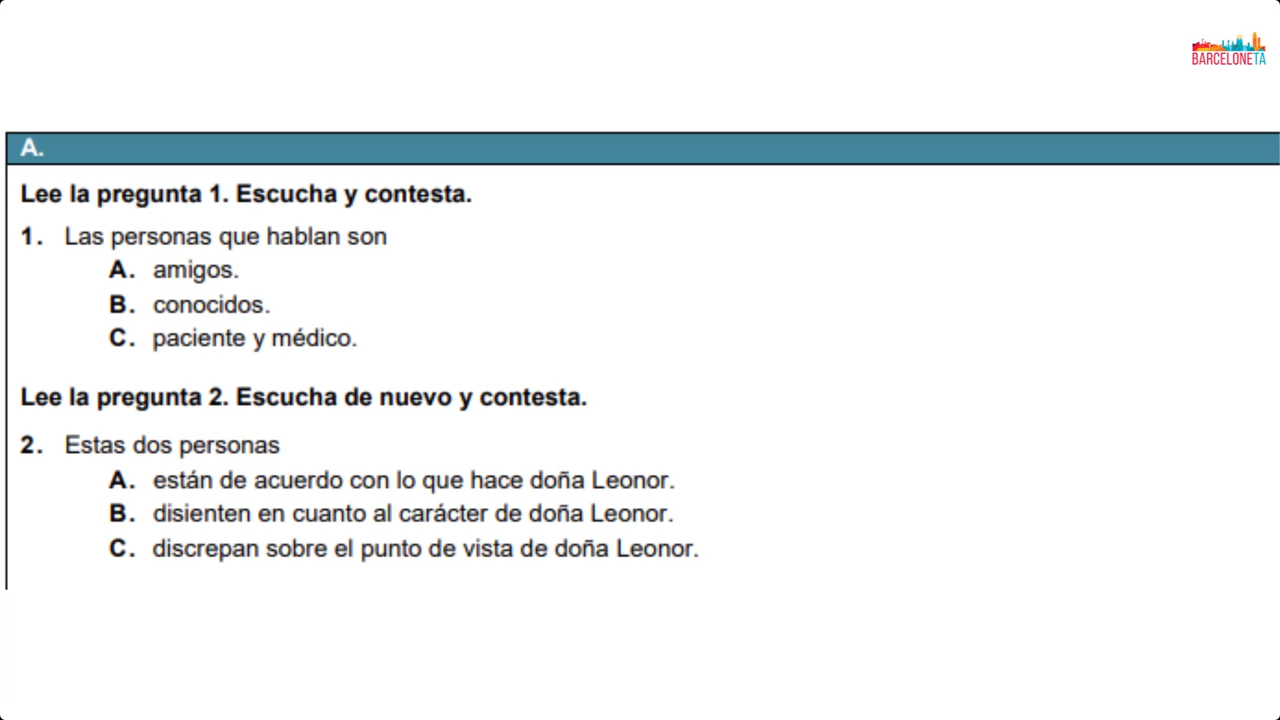 BARCELONETA
A.
Lee la pregunta 1. Escucha y contesta.
1. Las personas que hablan son
A. amigos.
B. conocidos.
C. paciente y médico.
Lee la pregunta 2. Escucha de nuevo y contesta.
2. Estas dos personas
A. están de acuerdo con lo que hace doña Leonor.
B. disienten en cuanto al carácter de doña Leonor.
C. discrepan sobre el punto de vista de doña Leonor.